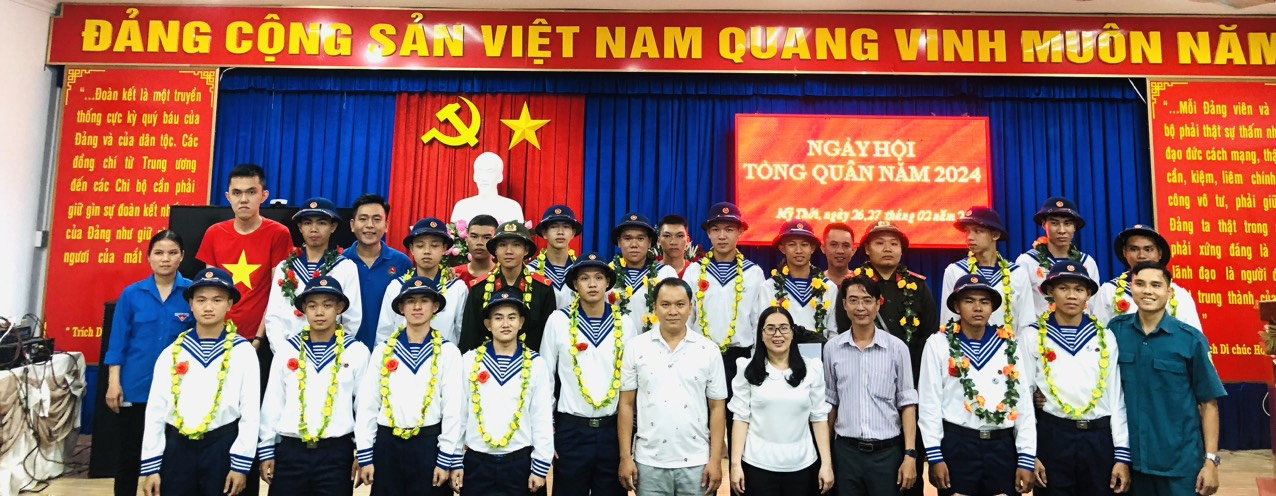 ĐẢNG CỘNG SẢN VIỆT NAM QUANG VINH MUÔN NĂM
"...Đoàn kết là một truyền
thống cực kỳ quý báu của
Đảng và của dân tộc. Các
đồng chí từ Trung ương
đến các Chi bộ cần phải
giữ gìn sự đoàn kết
của Đảng như giữ
ngươi của mắt
"Trích D
NGÀY HỘI
TÒNG QUÂN NĂM 2024
Mỹ Thới, ngày 26,27 tháng 02 năm
"...Mỗi Đảng viên và
bộ phải thật sự thấm
đạo đức cách mạng,
cần, kiệm, liêm chính
công vô tư, phải
Đảng ta thật trong
phải xứng đáng là
lãnh đạo là người
trung thành
Di chúc